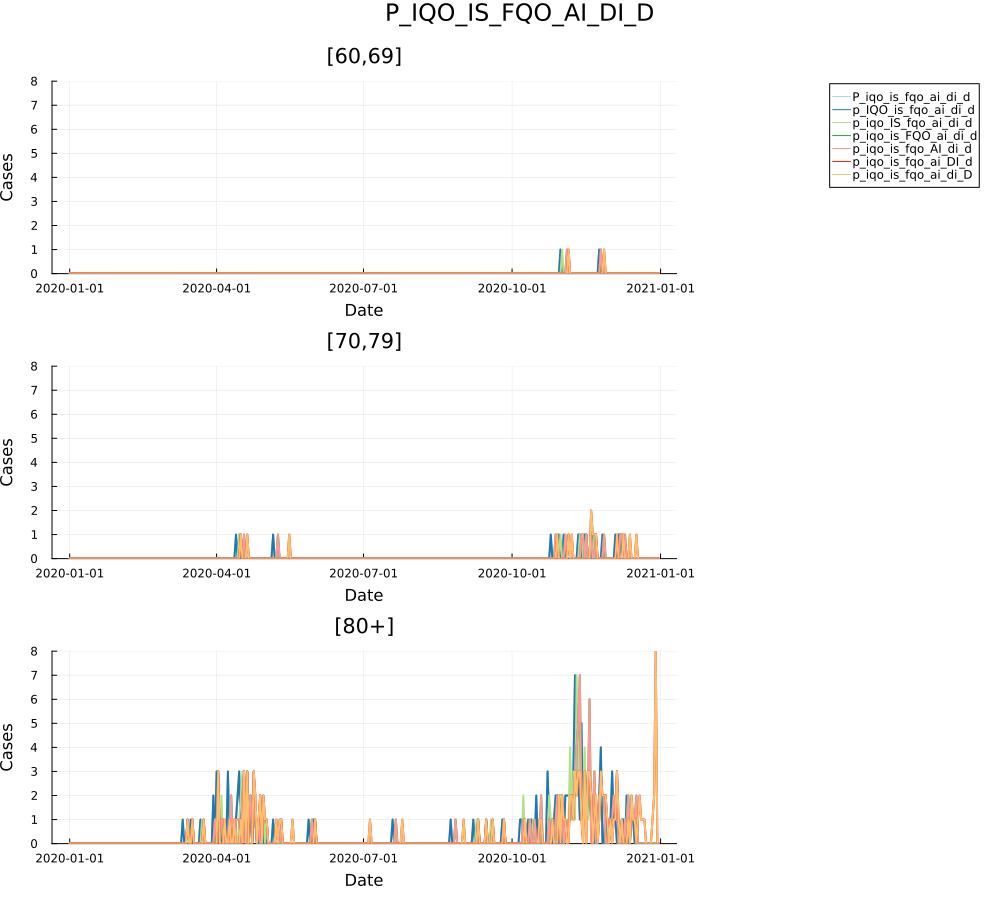 P_IQO_IS_FQO_AI_DI_D
[60,69]
8
7
6
5
4
3
2
1
0
Cases
2020-01-01 2020-04-01 2020-07-01 2020-10-01 2021-01-01
Date
P_iqo_is_fqo_ai_di_d
p_IQO_is_fqo_ai_di_d
p_iqo_IS_fqo_ai_di_d
p_iqo_is_FQO_ai_di_d
p_iqo_is_fqo_AI_di_d
p_iqo_is_fqo_ai_DI_d
p_iqo_is_fqo_ai_di_D
[70,79]
8
7
6
5
4
3
2
1
0
Cases
2020-01-01 2020-04-01 2020-07-01 2020-10-01 2021-01-01
Date
[80+]
8
7
6
5
4
3
2
1
0
Cases
2020-01-01 2020-04-01 2020-07-01 2020-10-01 2021-01-01
Date